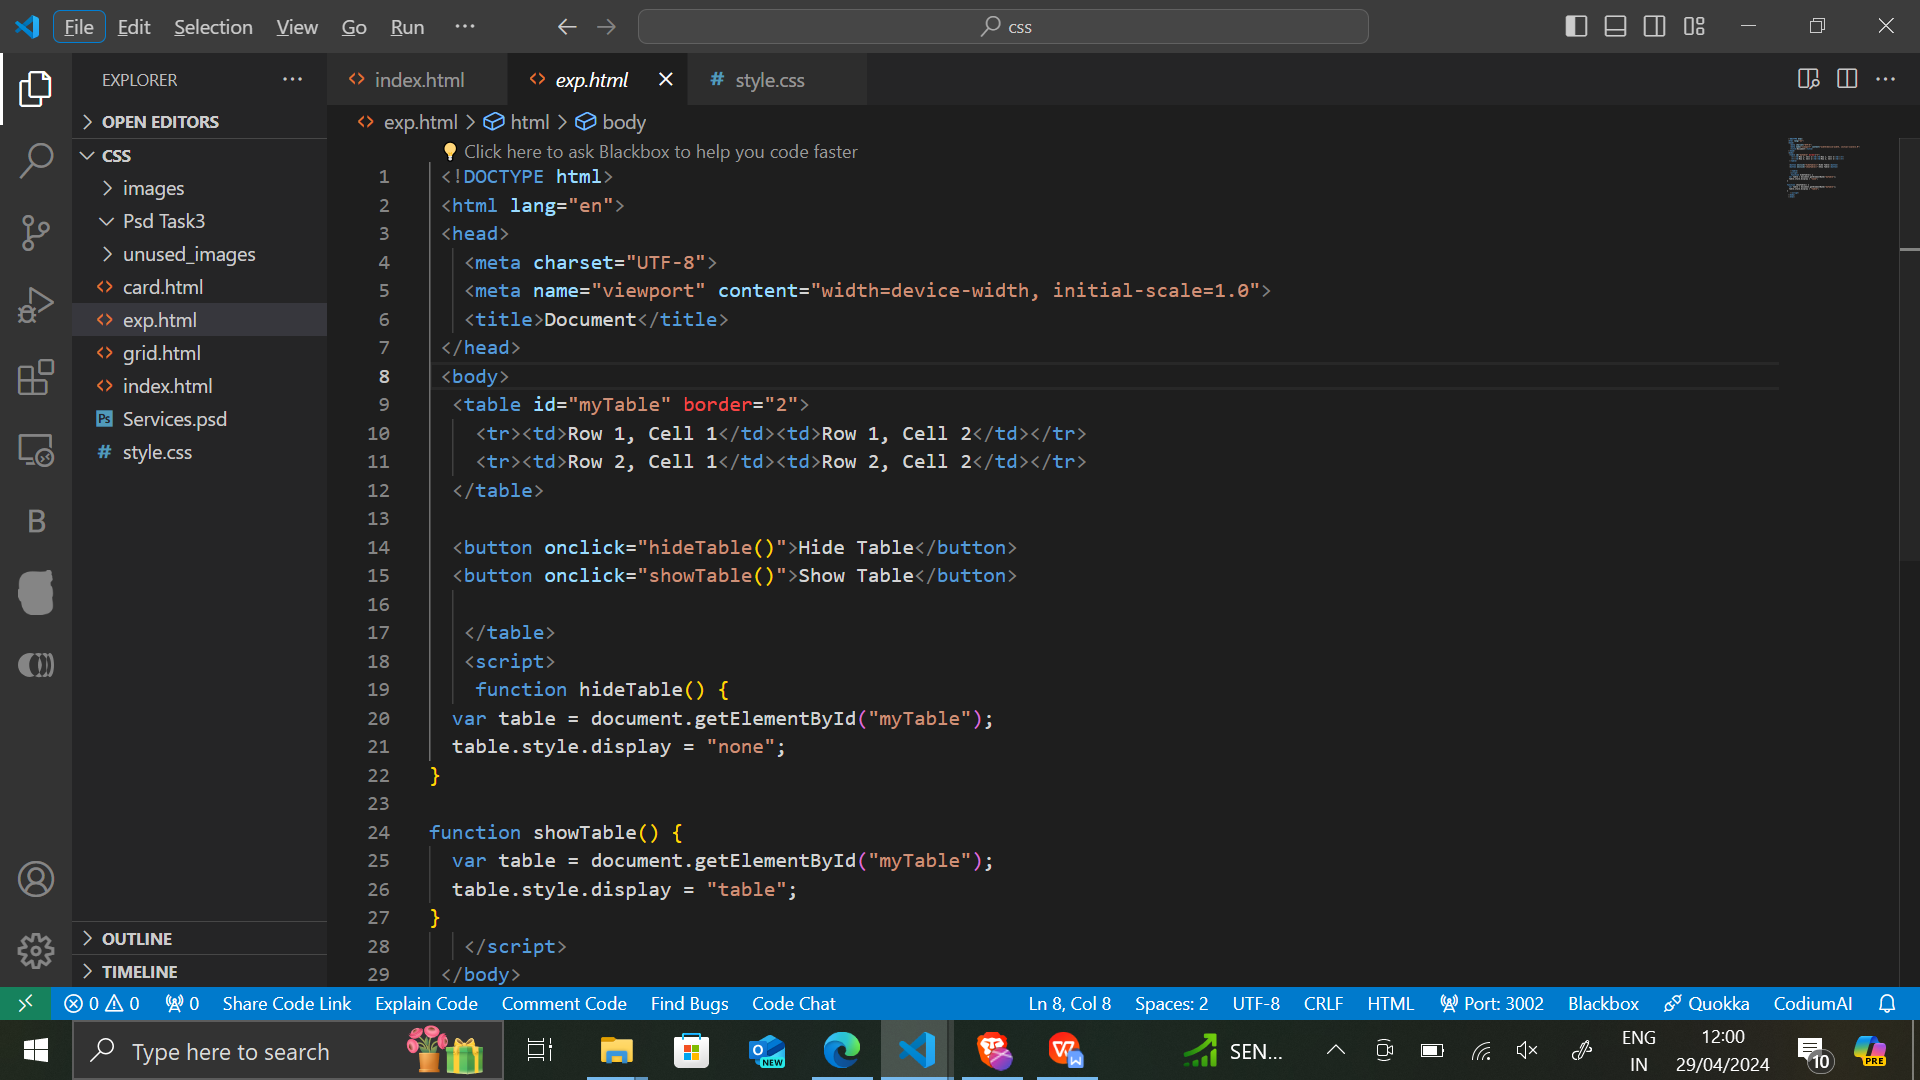 File Edit Selection View Go Run ··· css
EXPLORER ···
OPEN EDITORS
CSS
images
Psd Task3
unused_images
card.html
exp.html
grid.html
index.html
Services.psd
style.css
OUTLINE
TIMELINE
index.html exp.html style.css
exp.html > html > body
Click here to ask Blackbox to help you code faster
1 <!DOCTYPE html>
2 <html lang="en">
3 <head>
4 <meta charset="UTF-8">
5 <meta name="viewport" content="width=device-width, initial-scale=1.0">
6 <title>Document</title>
7 </head>
8 <body>
9 <table id="myTable" border="2">
10 <tr><td>Row 1, Cell 1</td><td>Row 1, Cell 2</td></tr>
11 <tr><td>Row 2, Cell 1</td><td>Row 2, Cell 2</td></tr>
12 </table>
13
14 <button onclick="hideTable()">Hide Table</button>
15 <button onclick="showTable()">Show Table</button>
16
17 </table>
18 <script>
19 function hideTable() {
20 var table = document.getElementById("myTable");
21 table.style.display = "none";
22 }
23
24 function showTable() {
25 var table = document.getElementById("myTable");
26 table.style.display = "table";
27 }
28 </script>
29 </body>
0 0 0 Share Code Link Explain Code Comment Code Find Bugs Code Chat Ln 8, Col 8 Spaces: 2 UTF-8 CRLF HTML Port: 3002 Blackbox Quokka CodiumAI
Type here to search
SEN...
ENG
IN
12:00
29/04/2024
10